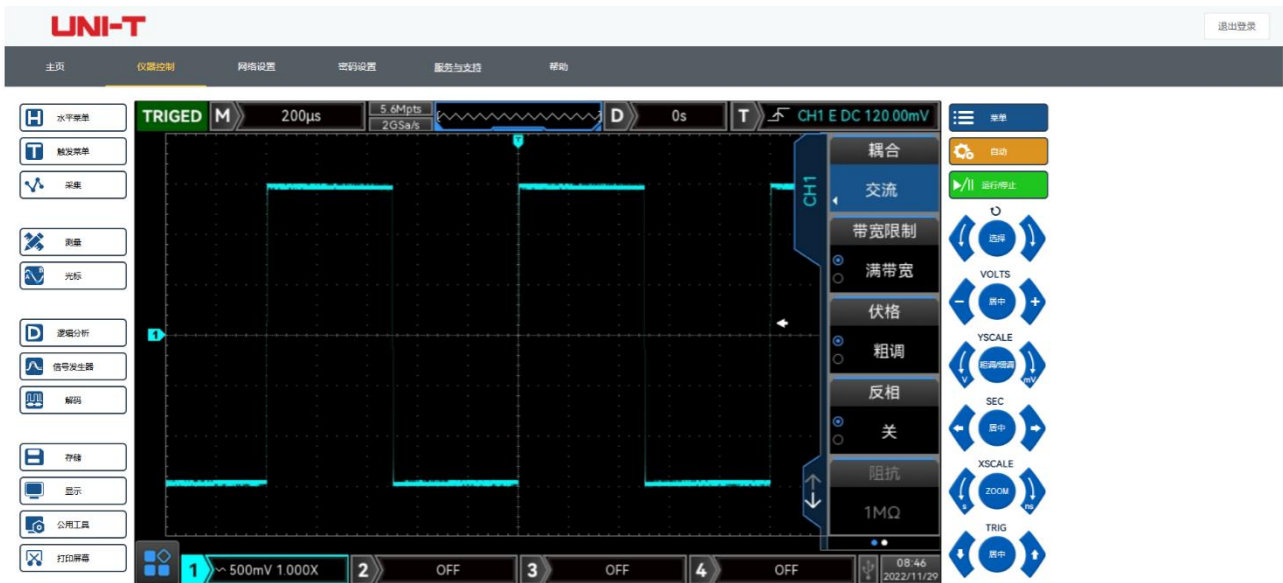 UNI-T
退出登录
主页 仪器控制 网络设置 密码设置 服务与支持 帮助
H 水平菜单
T 触发菜单
采集
测量
光标
D 逻辑分析
信号发生器
解码
存储
显示
公用工具
打印屏幕
TRIGED M 200μs 5.6Mpts 2GSa/s D 0s T CH1 E DC 120.00mV
T
1
CH1
耦合
交流
带宽限制
满带宽
伏格
粗调
反相
关
阻抗
1MΩ
1 500mV 1.000X 2 OFF 3 OFF 4 OFF 08:46
2022/11/29
菜单
自动
运行/停止
选择
VOLTS
- 居中 +
YSCALE
粗调/细调
V mV
SEC
居中
XSCALE
ZOOM
s ns
TRIG
居中